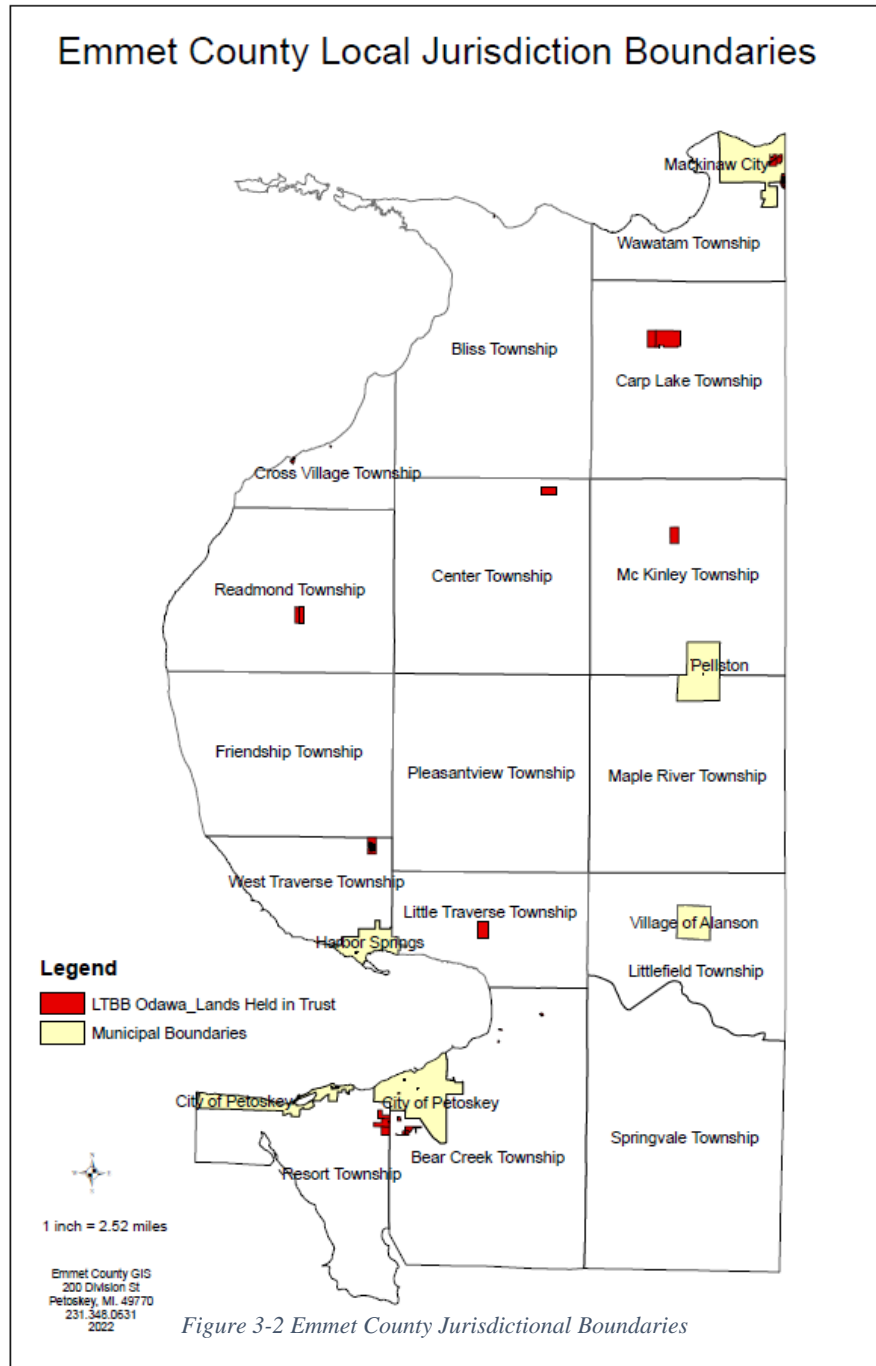 Emmet County Local Jurisdiction Boundaries
Mackinaw City
Wawatam Township
Bliss Township
Carp Lake Township
Cross Village Township
Center Township
Mc Kinley Township
Readmond Township
Pellston
Friendship Township
Pleasantview Township
Maple River Township
West Traverse Township
Little Traverse Township
Village of Alanson
Harbor Springs
Littlefield Township
Legend
LTBB Odawa_Lands Held in Trust
Municipal Boundaries
City of Petoskey
City of Petoskey
Springvale Township
Bear Creek Township
Resort Township
1 inch = 2.52 miles
Emmet County GIS
200 Division St
Petoskey, MI. 49770
231.348.0631
2022
Figure 3-2 Emmet County Jurisdictional Boundaries